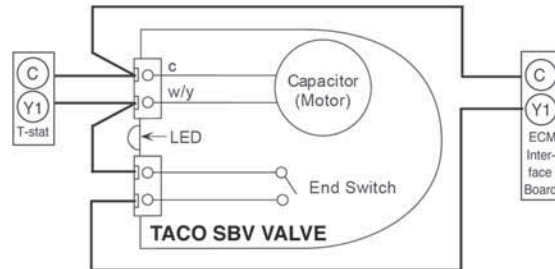 C
Y1
T-stat
c
w/y
LED
Capacitor
(Motor)
End Switch
TACO SBV VALVE
C
Y1
ECM
Inter-
face
Board